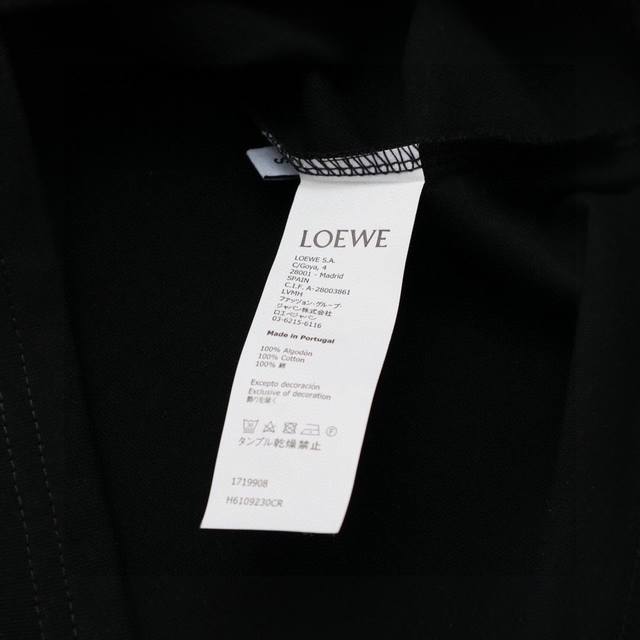 LOEWE
LOEWE S.A.
C/Goya, 4
28001 - Madrid
SPAIN
C.I.F. A-28003861
LVMH
ファッション・グループ・
ジャパン株式会社
ロエベジャパン
03-6215-6116
Made in Portugal
100% Algodón
100% Cotton
100% 綿
Excepto decoración
Exclusive of decoration
飾りを除く
タンブル乾燥禁止
1719908
H6109230CR